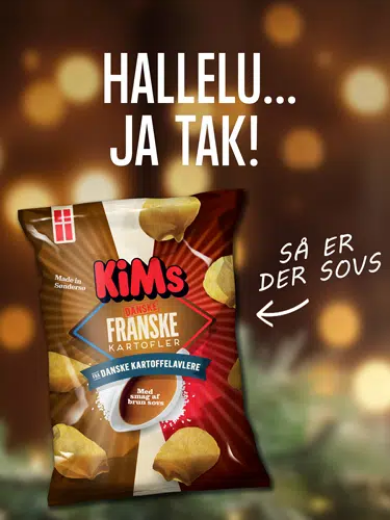 HALLELU...
JA TAK!
SÅ ER
DER SOVS
Made in
Søndersø
KiMs
DANSKE
FRANSKE
KARTOFLER
FRA DANSKE KARTOFFELAVLERE
Med
smag af
brun sovs